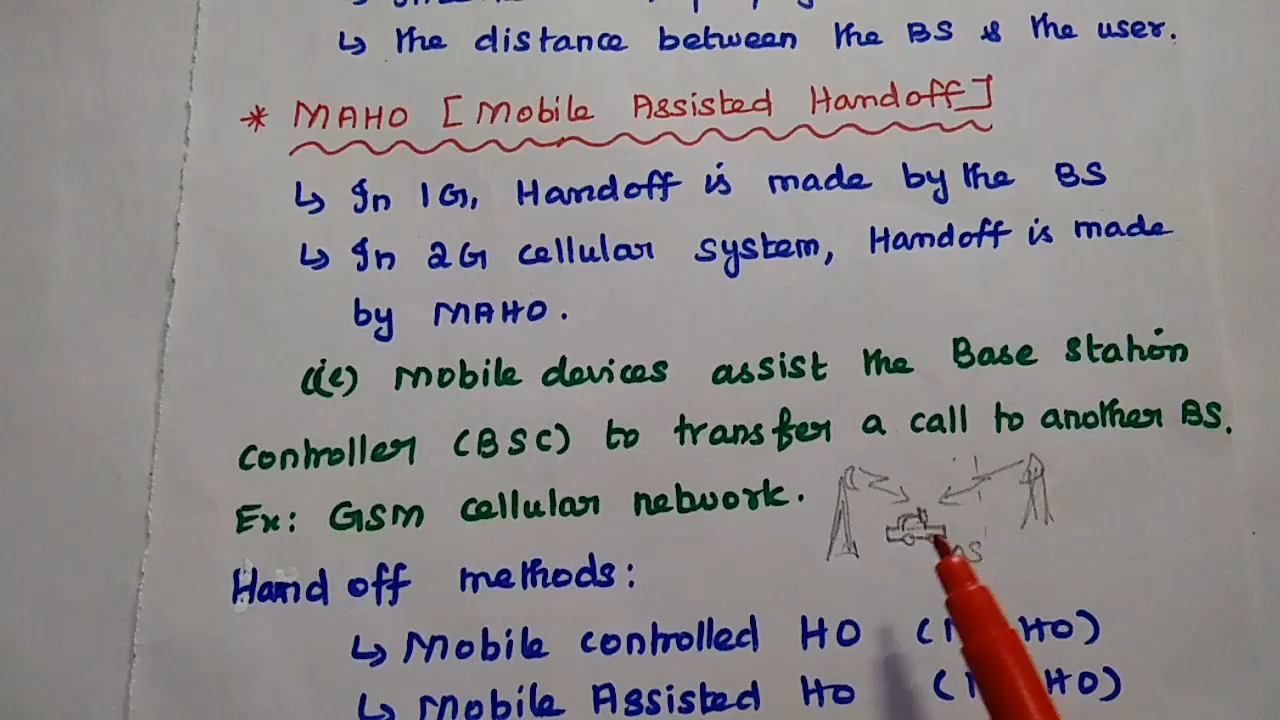 ↳ the distance between the BS & the user.
* MAHO [Mobile Assisted Handoff]
↳ In 1G, Handoff is made by the BS
↳ In 2G cellular system, Handoff is made
by MAHO.
(ie) Mobile devices assist the Base Station
controller (BSC) to transfer a call to another BS.
Ex: GSM cellular network.
Hand off methods:
↳ Mobile controlled HO ( HO)
↳ Mobile Assisted HO ( HO)